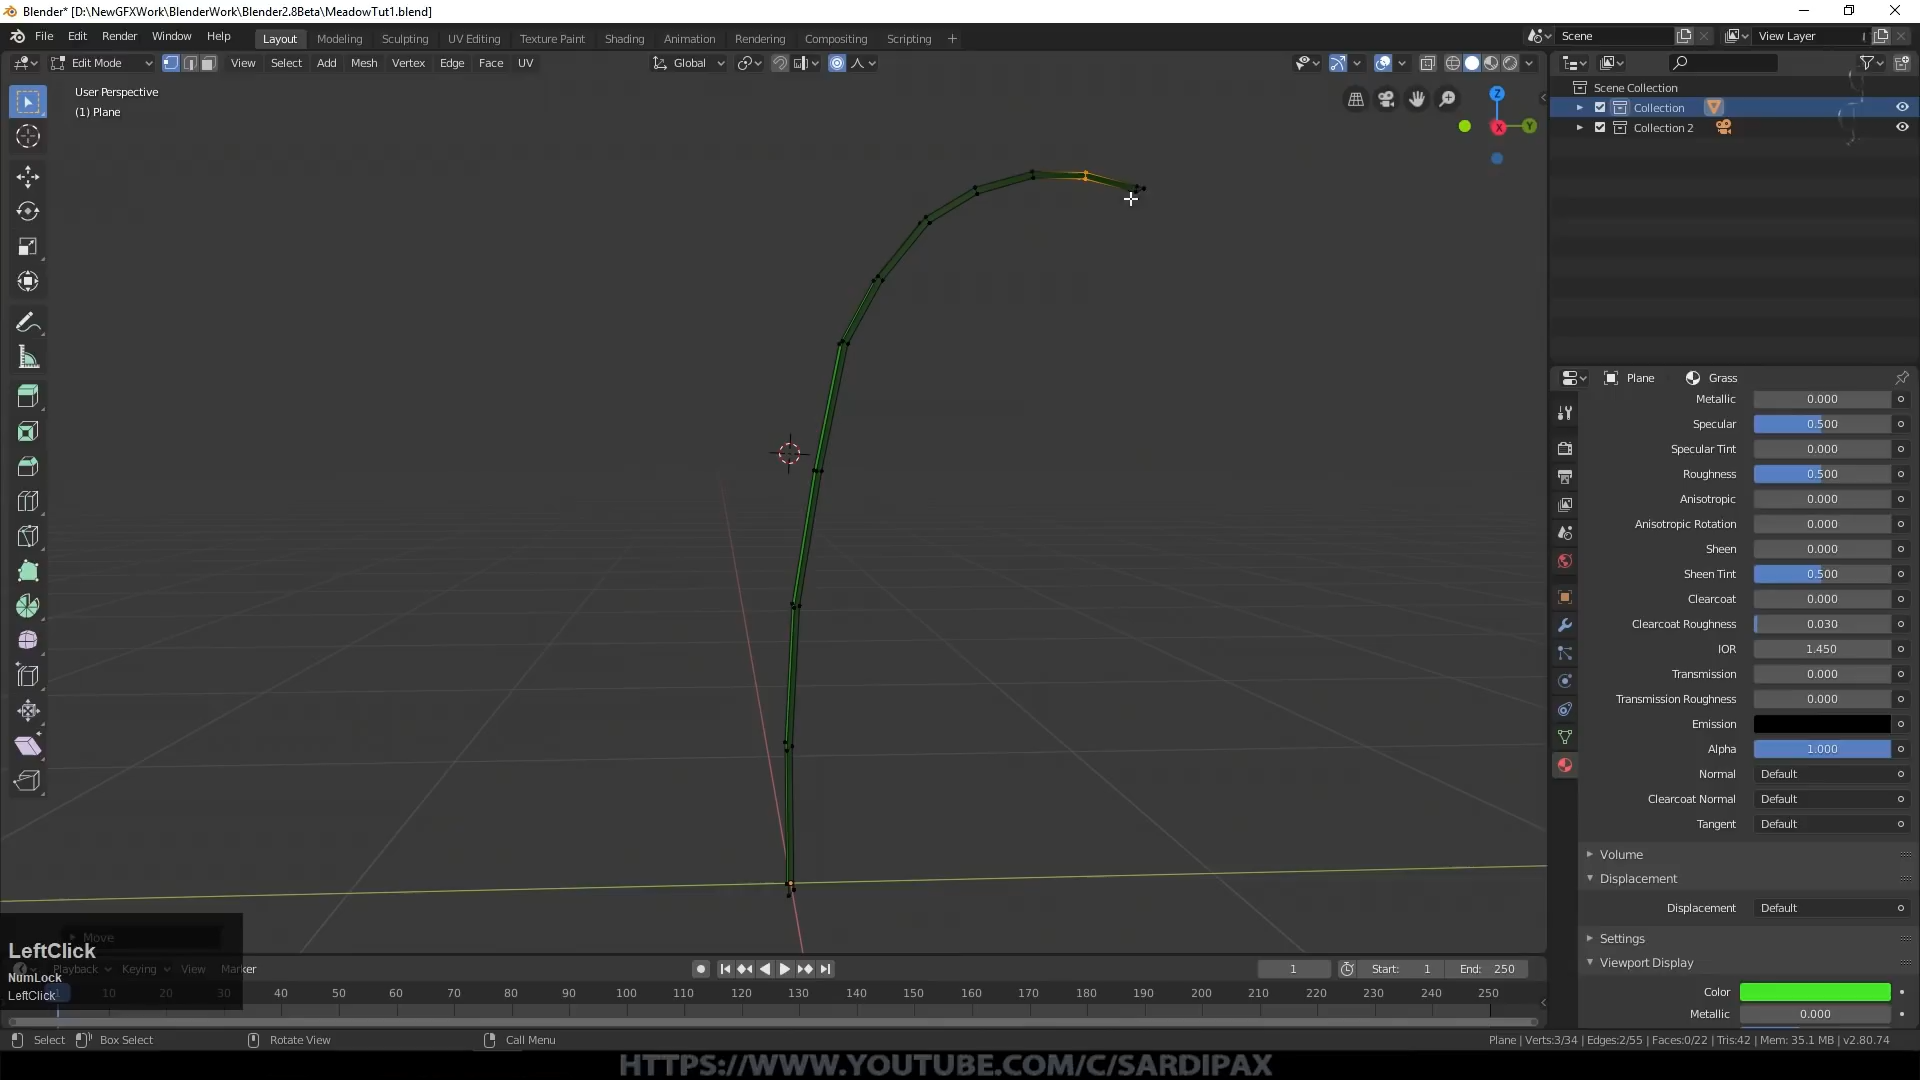 Blender* [D:\NewGFXWork\BlenderWork\Blender2.8Beta\MeadowTut1.blend]
File Edit Render Window Help Layout Modeling Sculpting UV Editing Texture Paint Shading Animation Rendering Compositing Scripting + Scene View Layer
Edit Mode View Select Add Mesh Vertex Edge Face UV Global
User Perspective
(1) Plane
Z
X
Y
Scene Collection
Collection
Collection 2
Plane Grass
Metallic 0.000
Specular 0.500
Specular Tint 0.000
Roughness 0.500
Anisotropic 0.000
Anisotropic Rotation 0.000
Sheen 0.000
Sheen Tint 0.500
Clearcoat 0.000
Clearcoat Roughness 0.030
IOR 1.450
Transmission 0.000
Transmission Roughness 0.000
Emission
Alpha 1.000
Normal Default
Clearcoat Normal Default
Tangent Default
Volume
Displacement
Displacement Default
Settings
Viewport Display
Color
Metallic 0.000
Move
LeftClick
NumLock
LeftClick
Playback Keying View Marker 1 Start: 1 End: 250
1 10 20 30 40 50 60 70 80 90 100 110 120 130 140 150 160 170 180 190 200 210 220 230 240 250
Select Box Select Rotate View Call Menu Plane | Verts:3/34 | Edges:2/55 | Faces:0/22 | Tris:42 | Mem: 35.1 MB | v2.80.74
HTTPS://WWW.YOUTUBE.COM/C/SARDIPAX